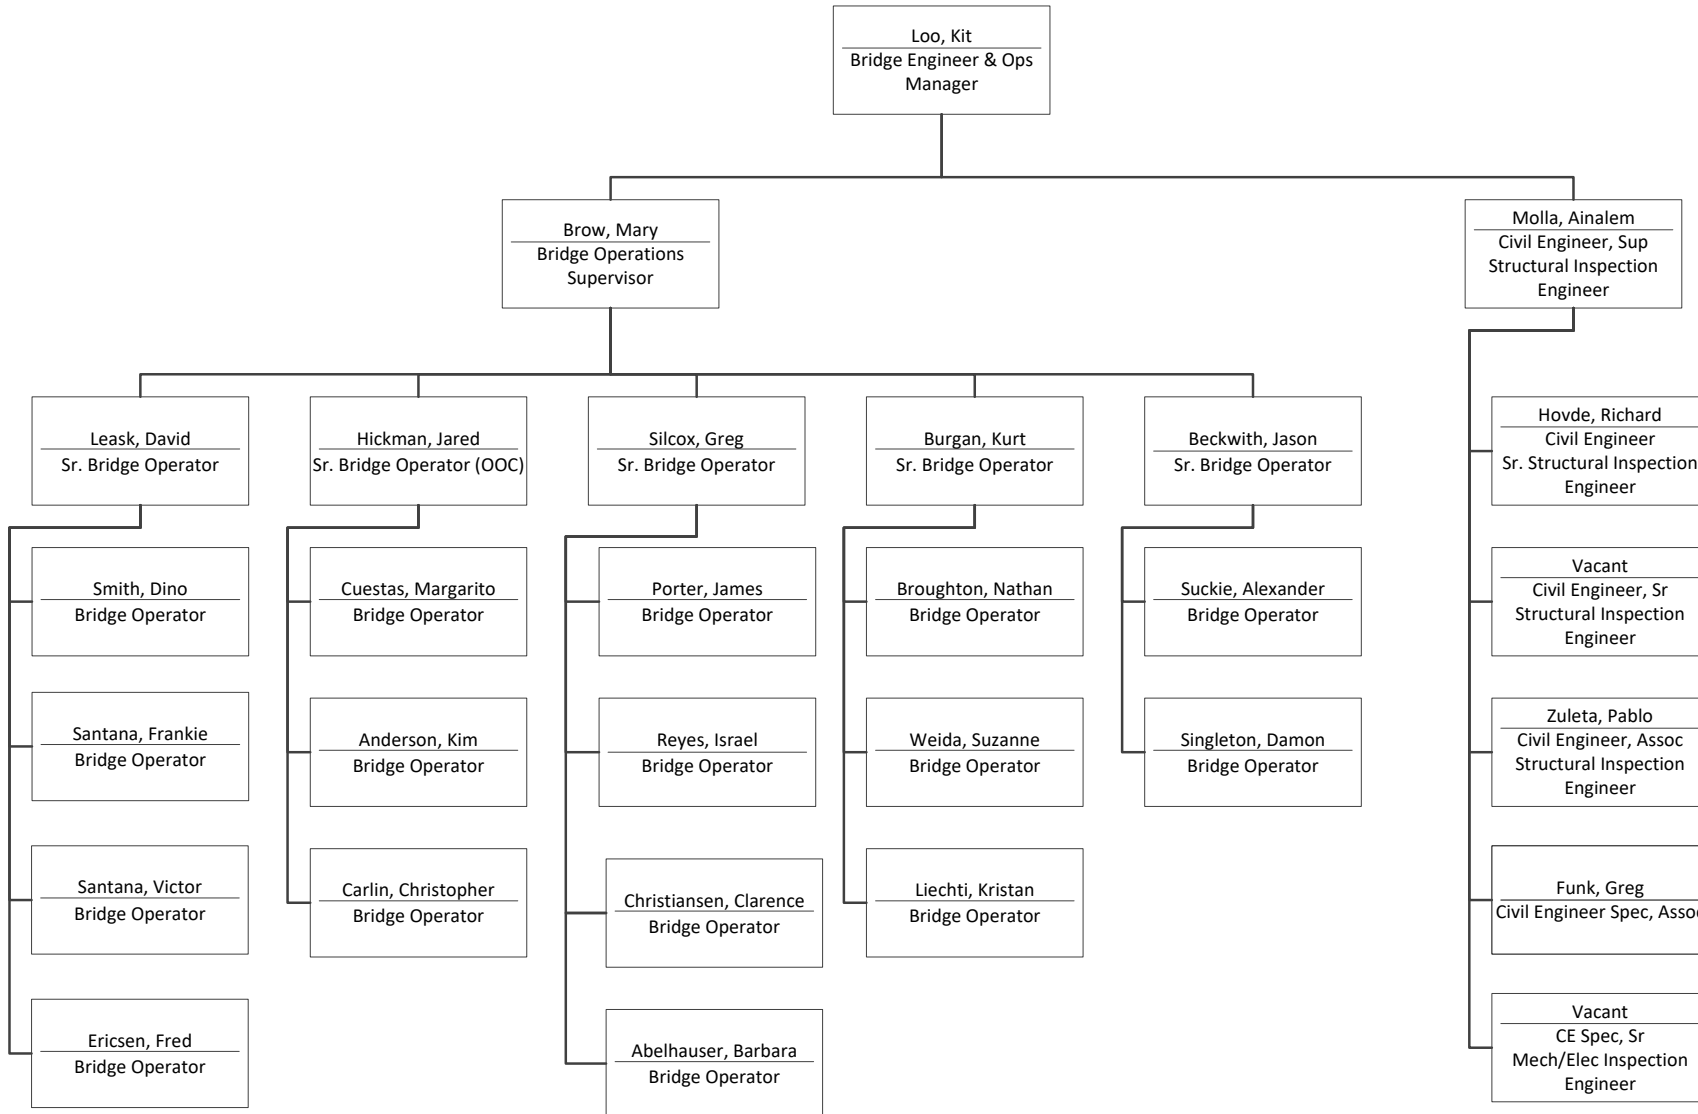 Loo, Kit
Bridge Engineer & Ops
Manager
Brow, Mary
Bridge Operations
Supervisor
Molla, Ainalem
Civil Engineer, Sup
Structural Inspection
Engineer
Leask, David
Sr. Bridge Operator
Hickman, Jared
Sr. Bridge Operator (OOC)
Silcox, Greg
Sr. Bridge Operator
Burgan, Kurt
Sr. Bridge Operator
Beckwith, Jason
Sr. Bridge Operator
Hovde, Richard
Civil Engineer
Sr. Structural Inspection
Engineer
Smith, Dino
Bridge Operator
Cuestas, Margarito
Bridge Operator
Porter, James
Bridge Operator
Broughton, Nathan
Bridge Operator
Suckie, Alexander
Bridge Operator
Vacant
Civil Engineer, Sr
Structural Inspection
Engineer
Santana, Frankie
Bridge Operator
Anderson, Kim
Bridge Operator
Reyes, Israel
Bridge Operator
Weida, Suzanne
Bridge Operator
Singleton, Damon
Bridge Operator
Zuleta, Pablo
Civil Engineer, Assoc
Structural Inspection
Engineer
Santana, Victor
Bridge Operator
Carlin, Christopher
Bridge Operator
Christiansen, Clarence
Bridge Operator
Liechti, Kristan
Bridge Operator
Funk, Greg
Civil Engineer Spec, Assoc
Ericsen, Fred
Bridge Operator
Abelhauser, Barbara
Bridge Operator
Vacant
CE Spec, Sr
Mech/Elec Inspection
Engineer